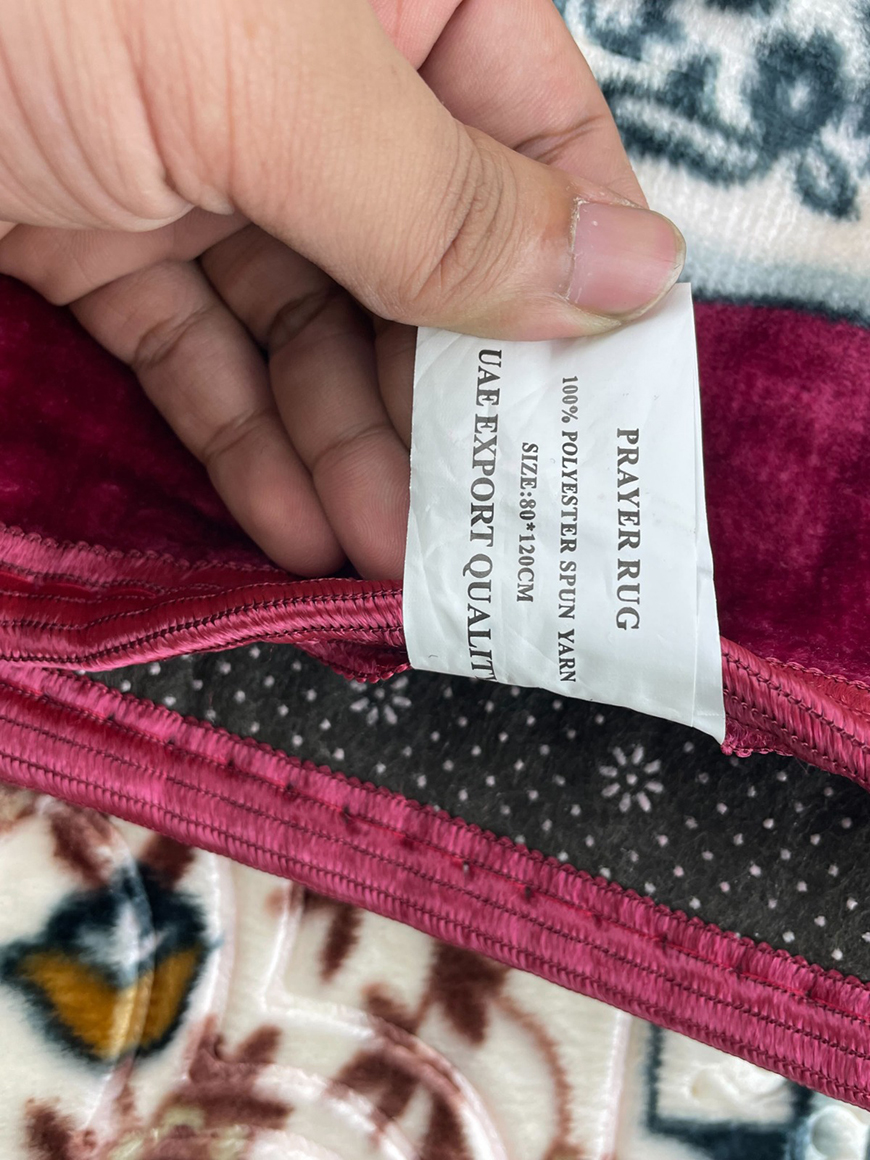 PRAYER RUG
100% POLYESTER SPUN YARN
SIZE:80*120CM
UAE EXPORT QUALIT